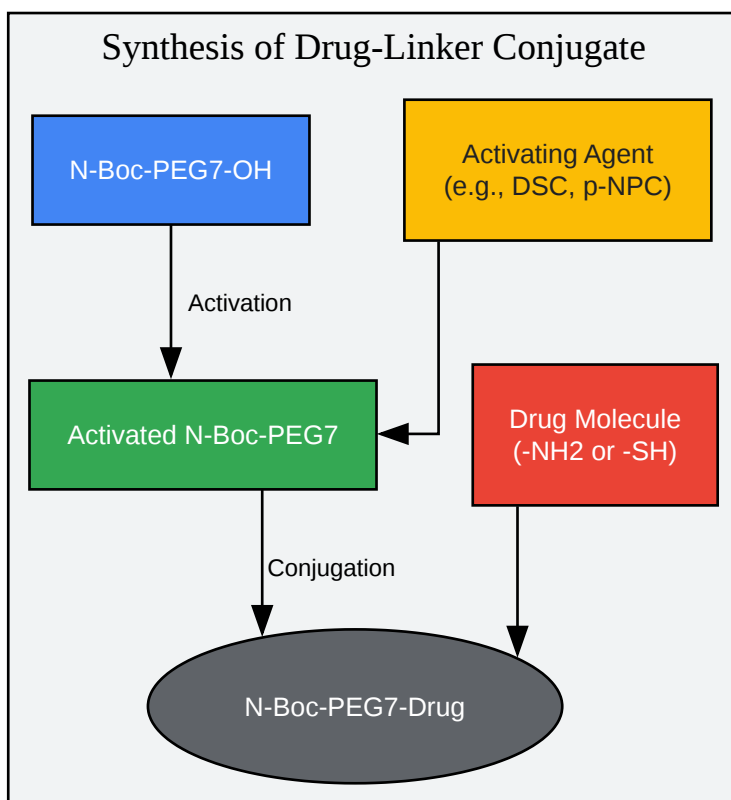 Synthesis of Drug-Linker Conjugate
N-Boc-PEG7-OH
Activating Agent
(e.g., DSC, p-NPC)
Activation
Activated N-Boc-PEG7
Drug Molecule
(-NH2 or -SH)
Conjugation
N-Boc-PEG7-Drug